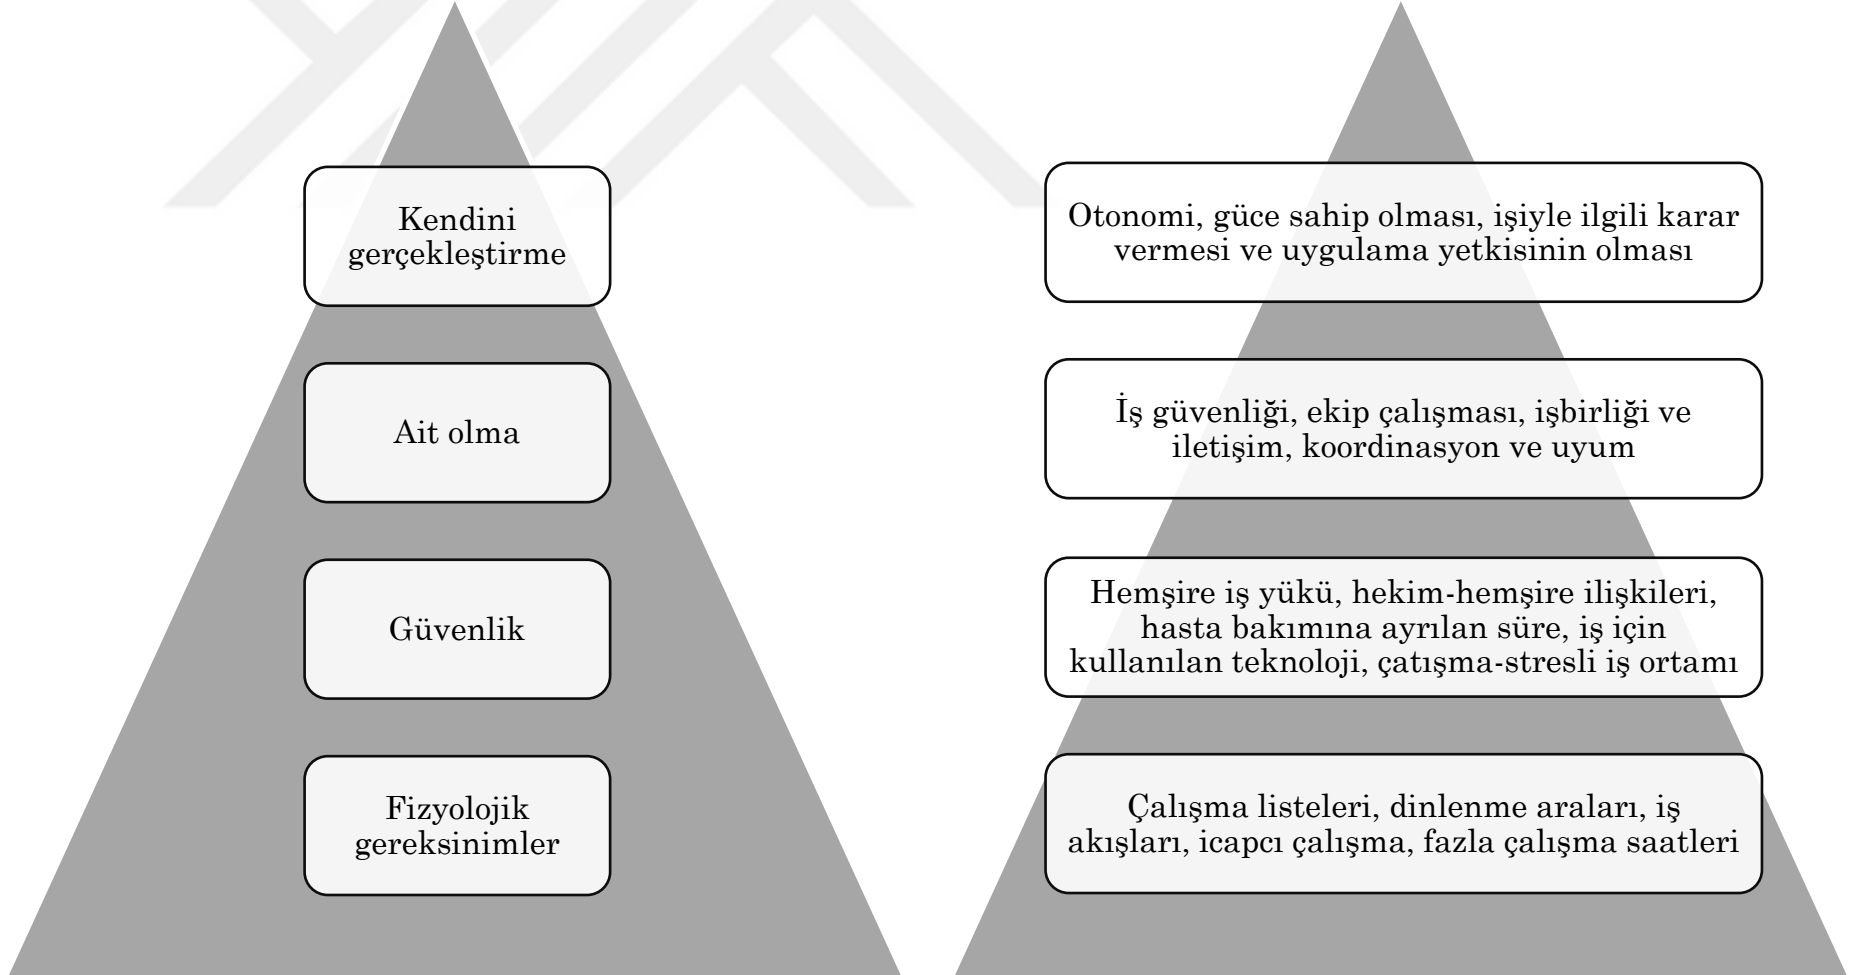 Kendini
gerçekleştirme
Otonomi, güce sahip olması, işiyle ilgili karar
vermesi ve uygulama yetkisinin olması
Ait olma
İş güvenliği, ekip çalışması, işbirliği ve
iletişim, koordinasyon ve uyum
Güvenlik
Hemşire iş yükü, hekim-hemşire ilişkileri,
hasta bakımına ayrılan süre, iş için
kullanılan teknoloji, çatışma-stresli iş ortamı
Fizyolojik
gereksinimler
Çalışma listeleri, dinlenme araları, iş
akışları, icapcı çalışma, fazla çalışma saatleri